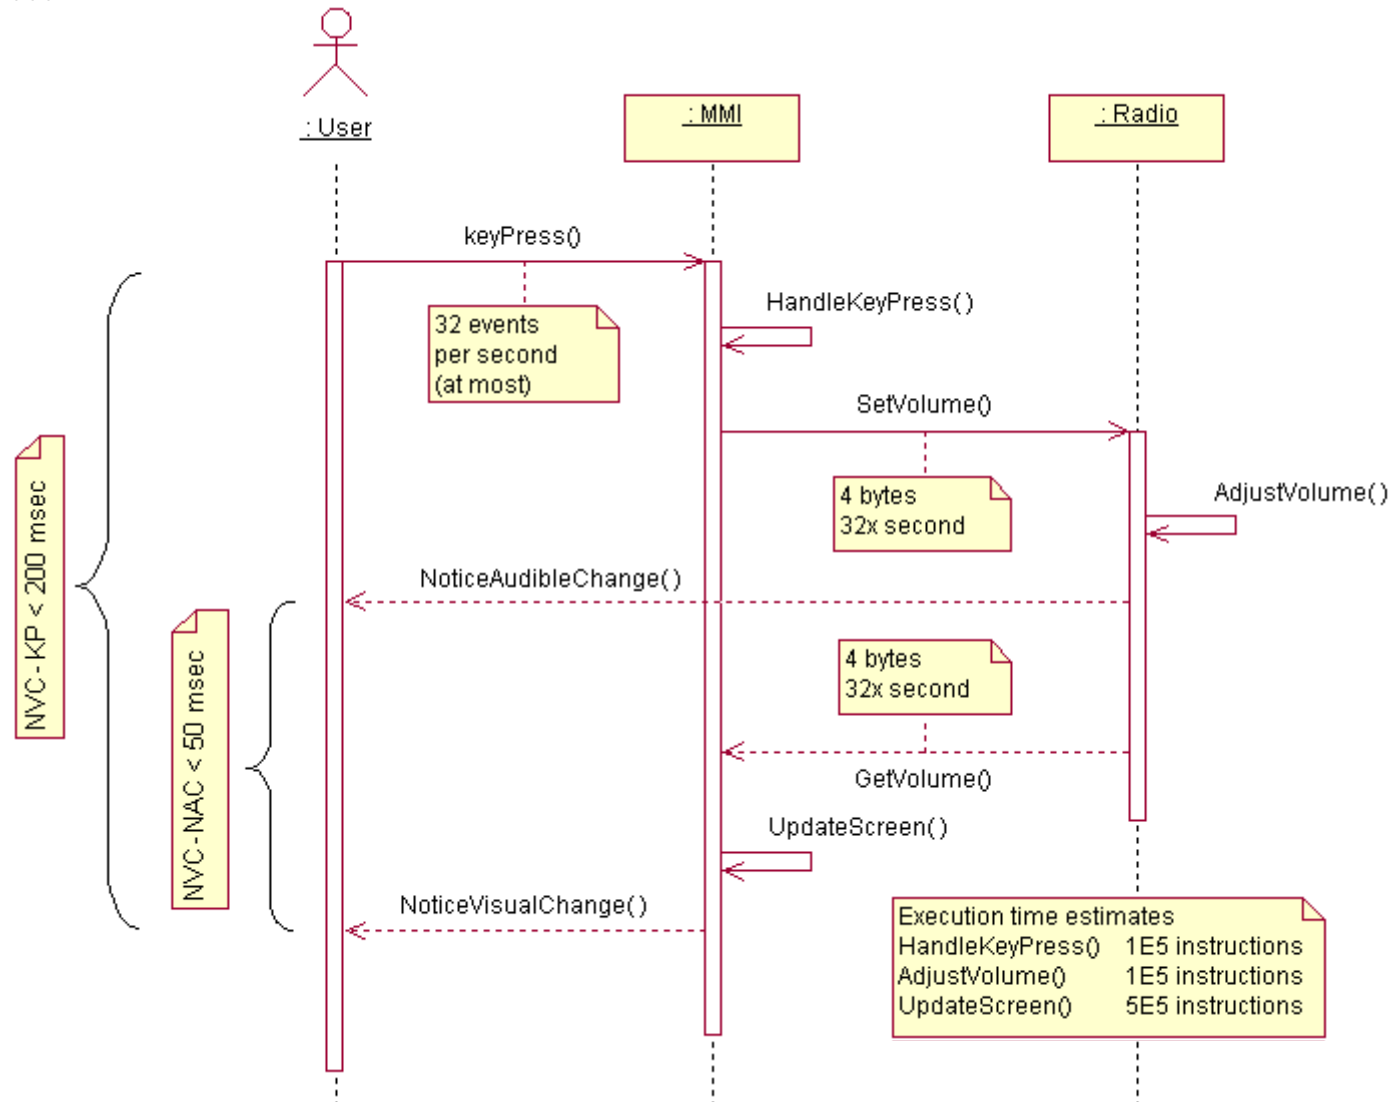 : User
: MMI
: Radio
keyPress()
HandleKeyPress()
32 events
per second
(at most)
SetVolume()
4 bytes
32x second
AdjustVolume()
NVC-KP < 200 msec
NoticeAudibleChange()
NVC-NAC < 50 msec
4 bytes
32x second
GetVolume()
UpdateScreen()
NoticeVisualChange()
Execution time estimates
HandleKeyPress() 1E5 instructions
AdjustVolume() 1E5 instructions
UpdateScreen() 5E5 instructions